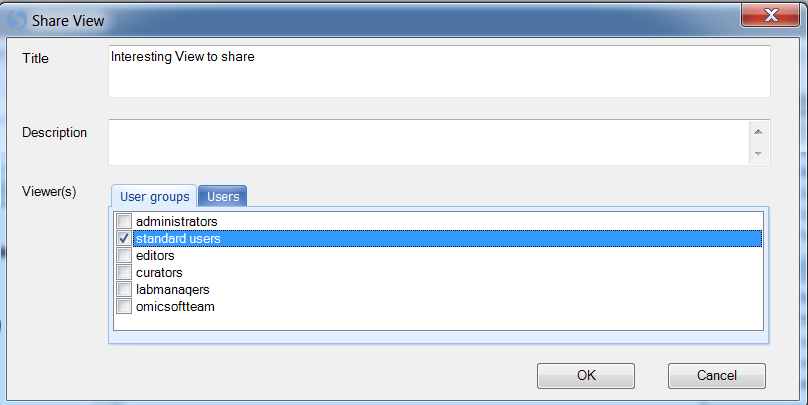 Share View
Title
Interesting View to share
Description
Viewer(s)
User groups
Users
administrators
standard users
editors
curators
labmanagers
omicsoftteam
OK
Cancel